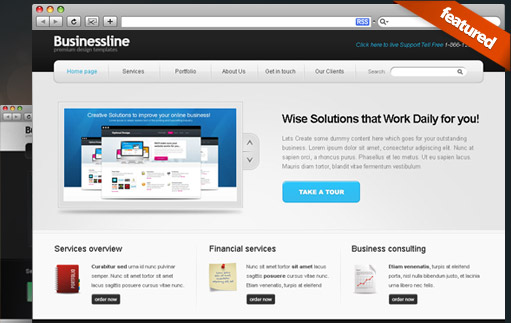 featured
RSS
Businessline
premium design templates
Click here to live Support Tell Free 1-866-
Home page Services Portfolio About Us Get in touch Our Clients Search:
Creative Solutions to improve your online business!
Wise Solutions that Work Daily for you!
Lets Create some dummy content here which goes for your outstanding
business. Lorem ipsum dolor sit amet, consectetur adipiscing elit. Nunc at
sapien orci, a rhoncus purus. Phasellus et leo metus. Ut eu sapien lacus.
Mauris diam tortor, blandit vitae fermentum vestibulum
TAKE A TOUR
Services overview
PORTFOLIO
Curabitur sed urna id nunc pulvinar
semper. Nunc sit amet tortor sit amet
lacus sagittis posuere cursus vitae nunc.
order now
Financial services
Nunc sit amet tortor sit amet lacus
sagittis posuere cursus vitae nunc.
Etiam venenatis, turpis at eleifend
order now
Business consulting
Etiam venenatis, turpis at eleifend
porta, nisl nulla bibendum justo, et lacinia
urna libero nec felis.
order now